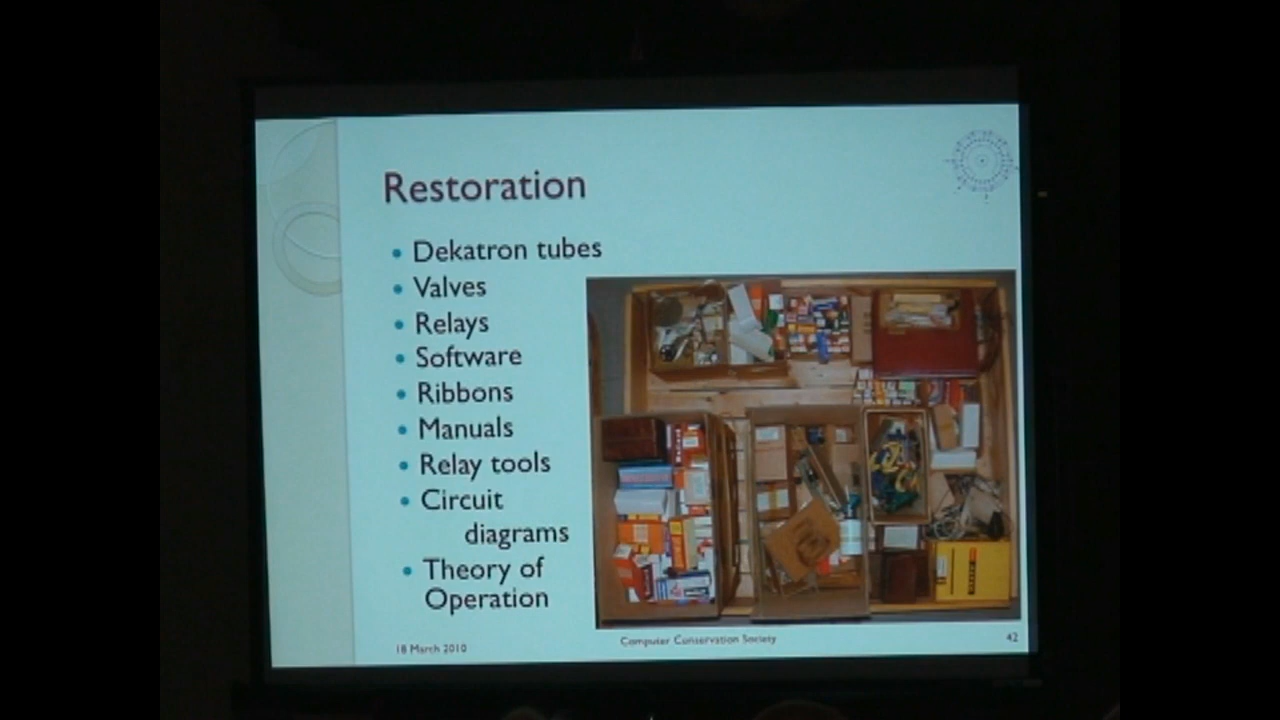 Restoration
• Dekatron tubes
• Valves
• Relays
• Software
• Ribbons
• Manuals
• Relay tools
• Circuit
diagrams
• Theory of
Operation
18 March 2010
Computer Conservation Society
42